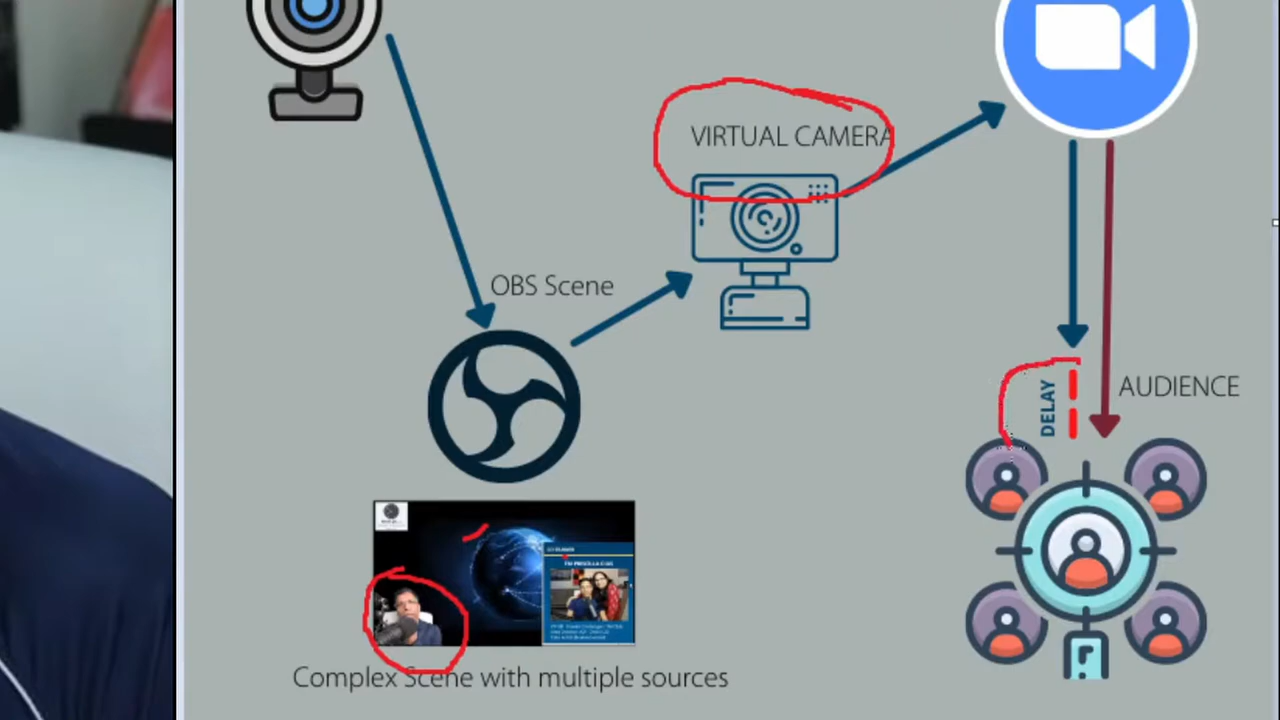 VIRTUAL CAMERA
OBS Scene
DELAY
AUDIENCE
Complex Scene with multiple sources